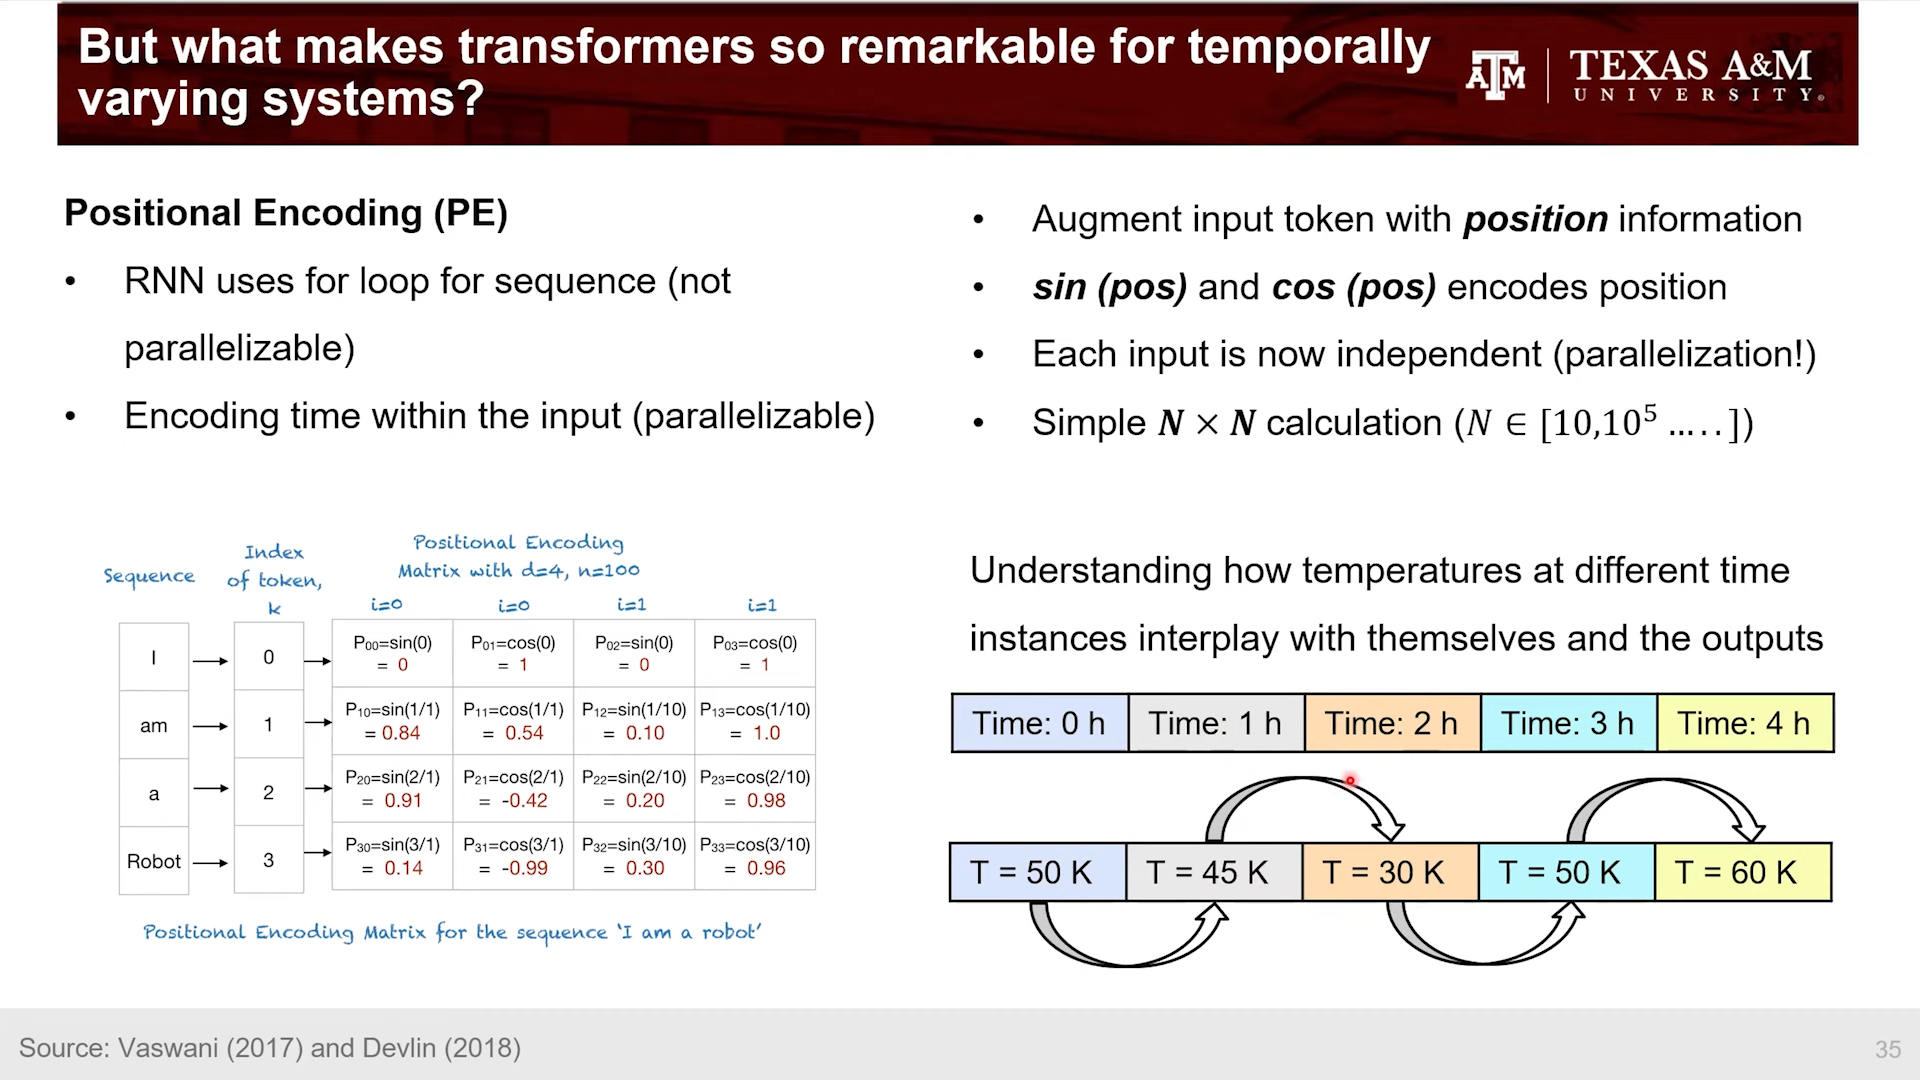 But what makes transformers so remarkable for temporally
varying systems?
ATM
TEXAS A&M
UNIVERSITY®
Positional Encoding (PE)
• RNN uses for loop for sequence (not
parallelizable)
• Encoding time within the input (parallelizable)
• Augment input token with position information
• sin (pos) and cos (pos) encodes position
• Each input is now independent (parallelization!)
• Simple N × N calculation (N ∈ [10,10⁵ .....])
Sequence
Index
of token,
k
Positional Encoding
Matrix with d=4, n=100
i=0 i=0 i=1 i=1
I 0 P₀₀=sin(0) P₀₁=cos(0) P₀₂=sin(0) P₀₃=cos(0)
= 0 = 1 = 0 = 1
am 1 P₁₀=sin(1/1) P₁₁=cos(1/1) P₁₂=sin(1/10) P₁₃=cos(1/10)
= 0.84 = 0.54 = 0.10 = 1.0
a 2 P₂₀=sin(2/1) P₂₁=cos(2/1) P₂₂=sin(2/10) P₂₃=cos(2/10)
= 0.91 = -0.42 = 0.20 = 0.98
Robot 3 P₃₀=sin(3/1) P₃₁=cos(3/1) P₃₂=sin(3/10) P₃₃=cos(3/10)
= 0.14 = -0.99 = 0.30 = 0.96
Positional Encoding Matrix for the sequence 'I am a robot'
Understanding how temperatures at different time
instances interplay with themselves and the outputs
Time: 0 h Time: 1 h Time: 2 h Time: 3 h Time: 4 h
T = 50 K T = 45 K T = 30 K T = 50 K T = 60 K
Source: Vaswani (2017) and Devlin (2018)
35